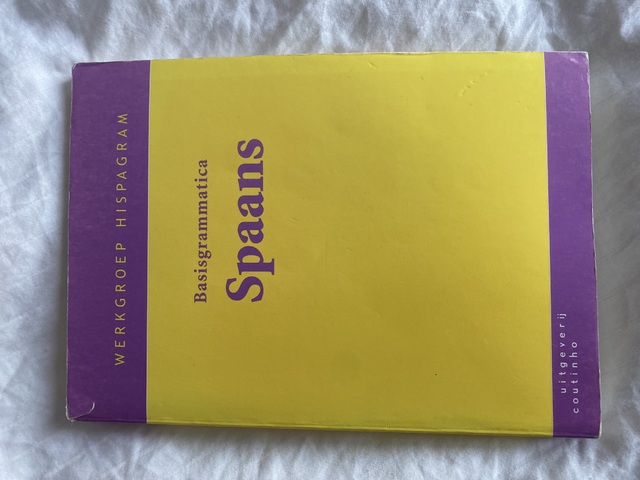 WERKGROEP HISPAGRAM
Basisgrammatica
Spaans
uitgeverij
coutinho